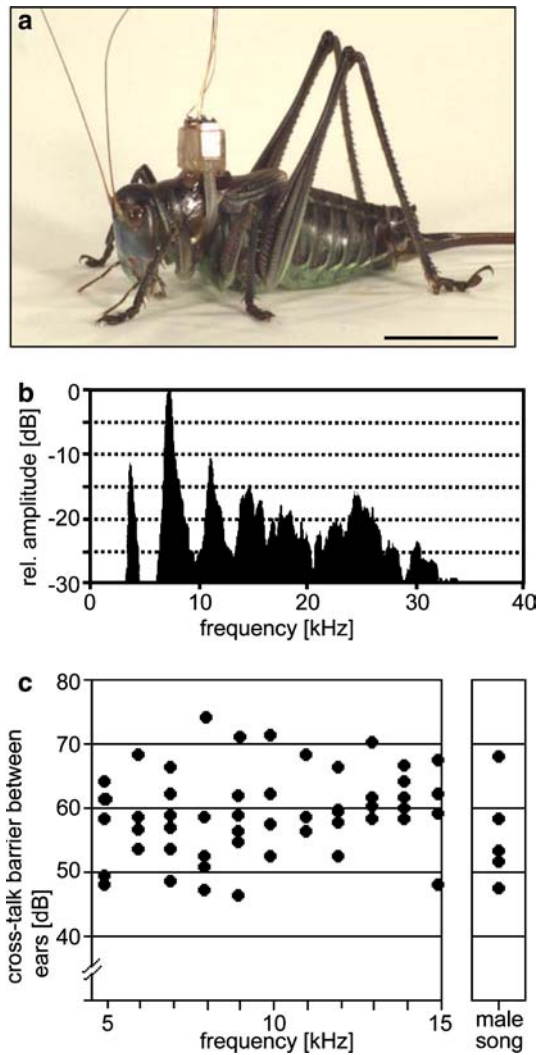 a
b
0
-10
-20
-30
rel. amplitude [dB]
0 10 20 30 40
frequency [kHz]
c
80
70
60
50
40
cross-talk barrier between
ears [dB]
5 10 15
frequency [kHz]
male
song